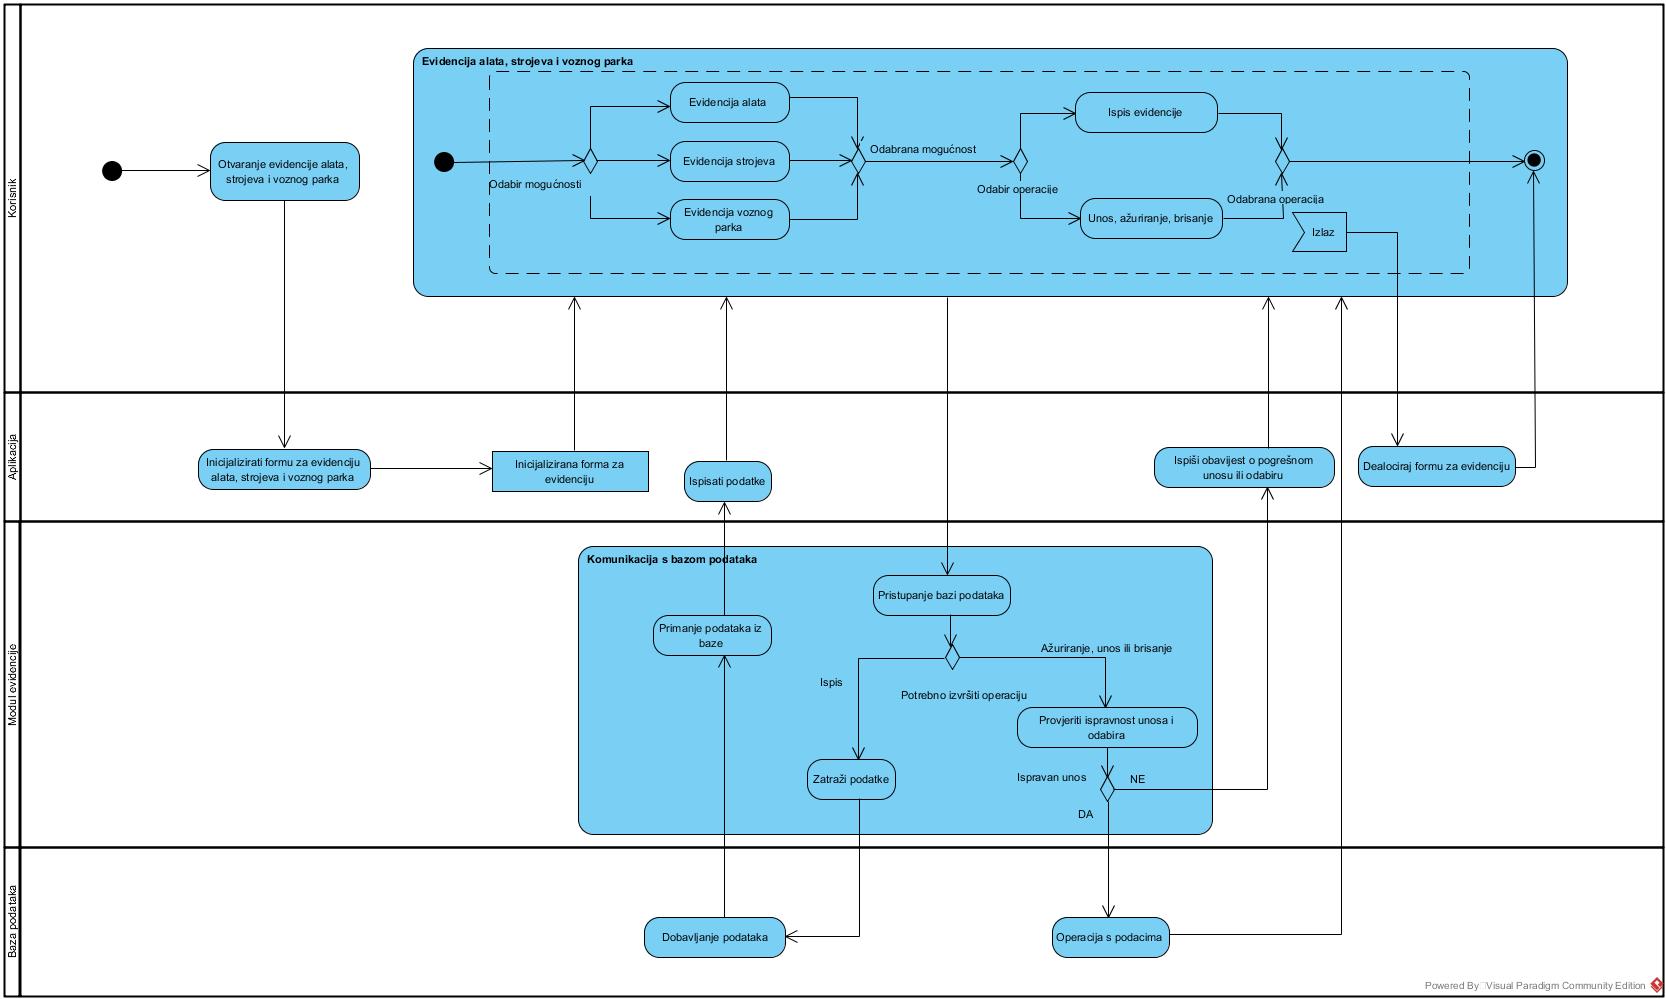 Korisnik
Evidencija alata, strojeva i voznog parka
Otvaranje evidencije alata,
strojeva i voznog parka
Odabir mogućnosti
Evidencija alata
Evidencija strojeva
Evidencija voznog
parka
Odabrana mogućnost
Odabir operacije
Ispis evidencije
Unos, ažuriranje, brisanje
Odabrana operacija
Izlaz
Aplikacija
Inicijalizirati formu za evidenciju
alata, strojeva i voznog parka
Inicijalizirana forma za
evidenciju
Ispisati podatke
Ispiši obavijest o pogrešnom
unosu ili odabiru
Dealociraj formu za evidenciju
Modul evidencije
Komunikacija s bazom podataka
Pristupanje bazi podataka
Primanje podataka iz
baze
Ažuriranje, unos ili brisanje
Ispis
Potrebno izvršiti operaciju
Provjeriti ispravnost unosa i
odabira
Zatraži podatke
Ispravan unos
NE
DA
Baza podataka
Dobavljanje podataka
Operacija s podacima
Powered By Visual Paradigm Community Edition